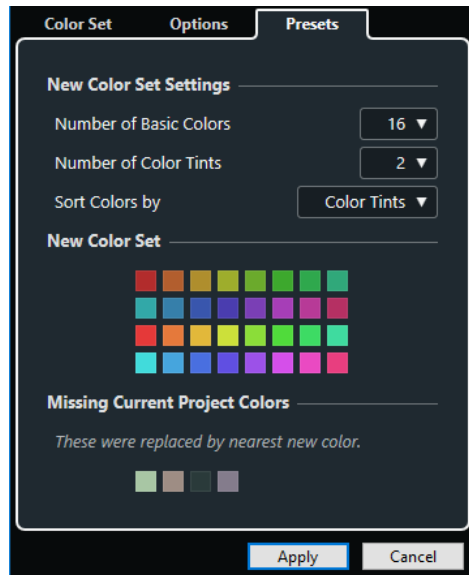 Color Set Options Presets
New Color Set Settings
Number of Basic Colors 16
Number of Color Tints 2
Sort Colors by Color Tints
New Color Set
Missing Current Project Colors
These were replaced by nearest new color.
Apply Cancel